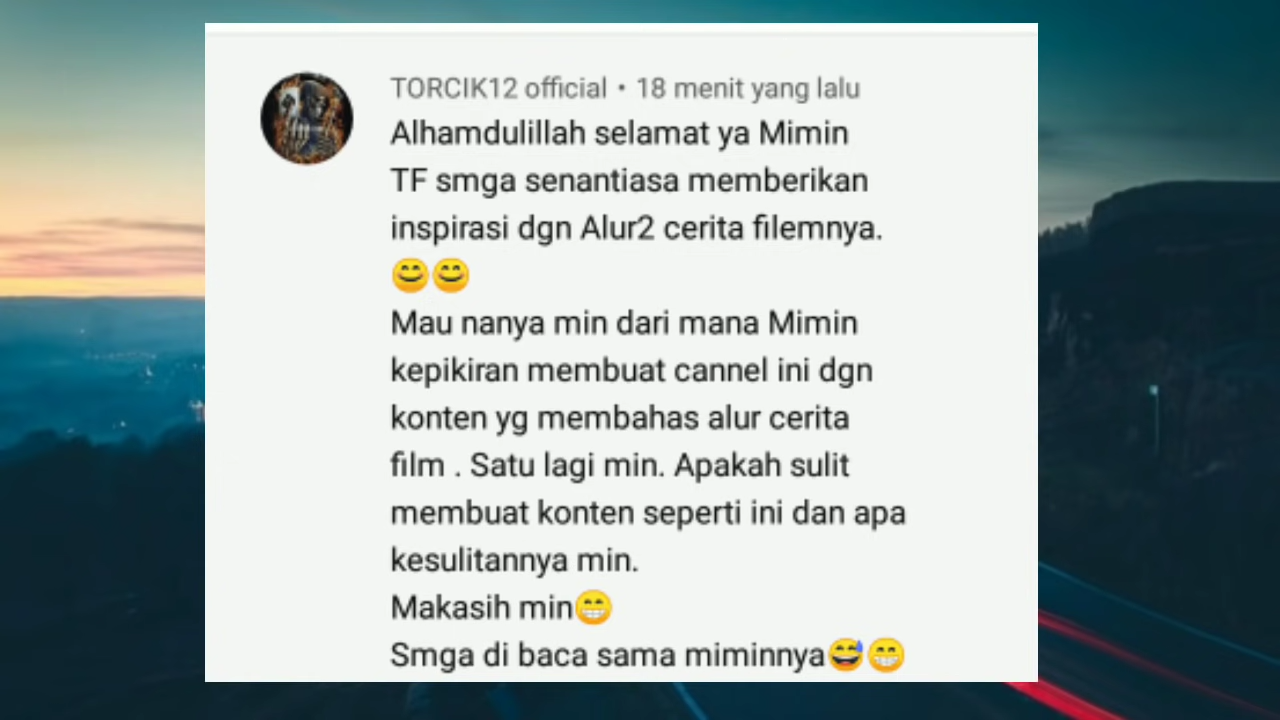 TORCIK12 official • 18 menit yang lalu
Alhamdulillah selamat ya Mimin
TF smga senantiasa memberikan
inspirasi dgn Alur2 cerita filemnya.
😊😊
Mau nanya min dari mana Mimin
kepikiran membuat cannel ini dgn
konten yg membahas alur cerita
film . Satu lagi min. Apakah sulit
membuat konten seperti ini dan apa
kesulitannya min.
Makasih min😁
Smga di baca sama miminnya😅😁